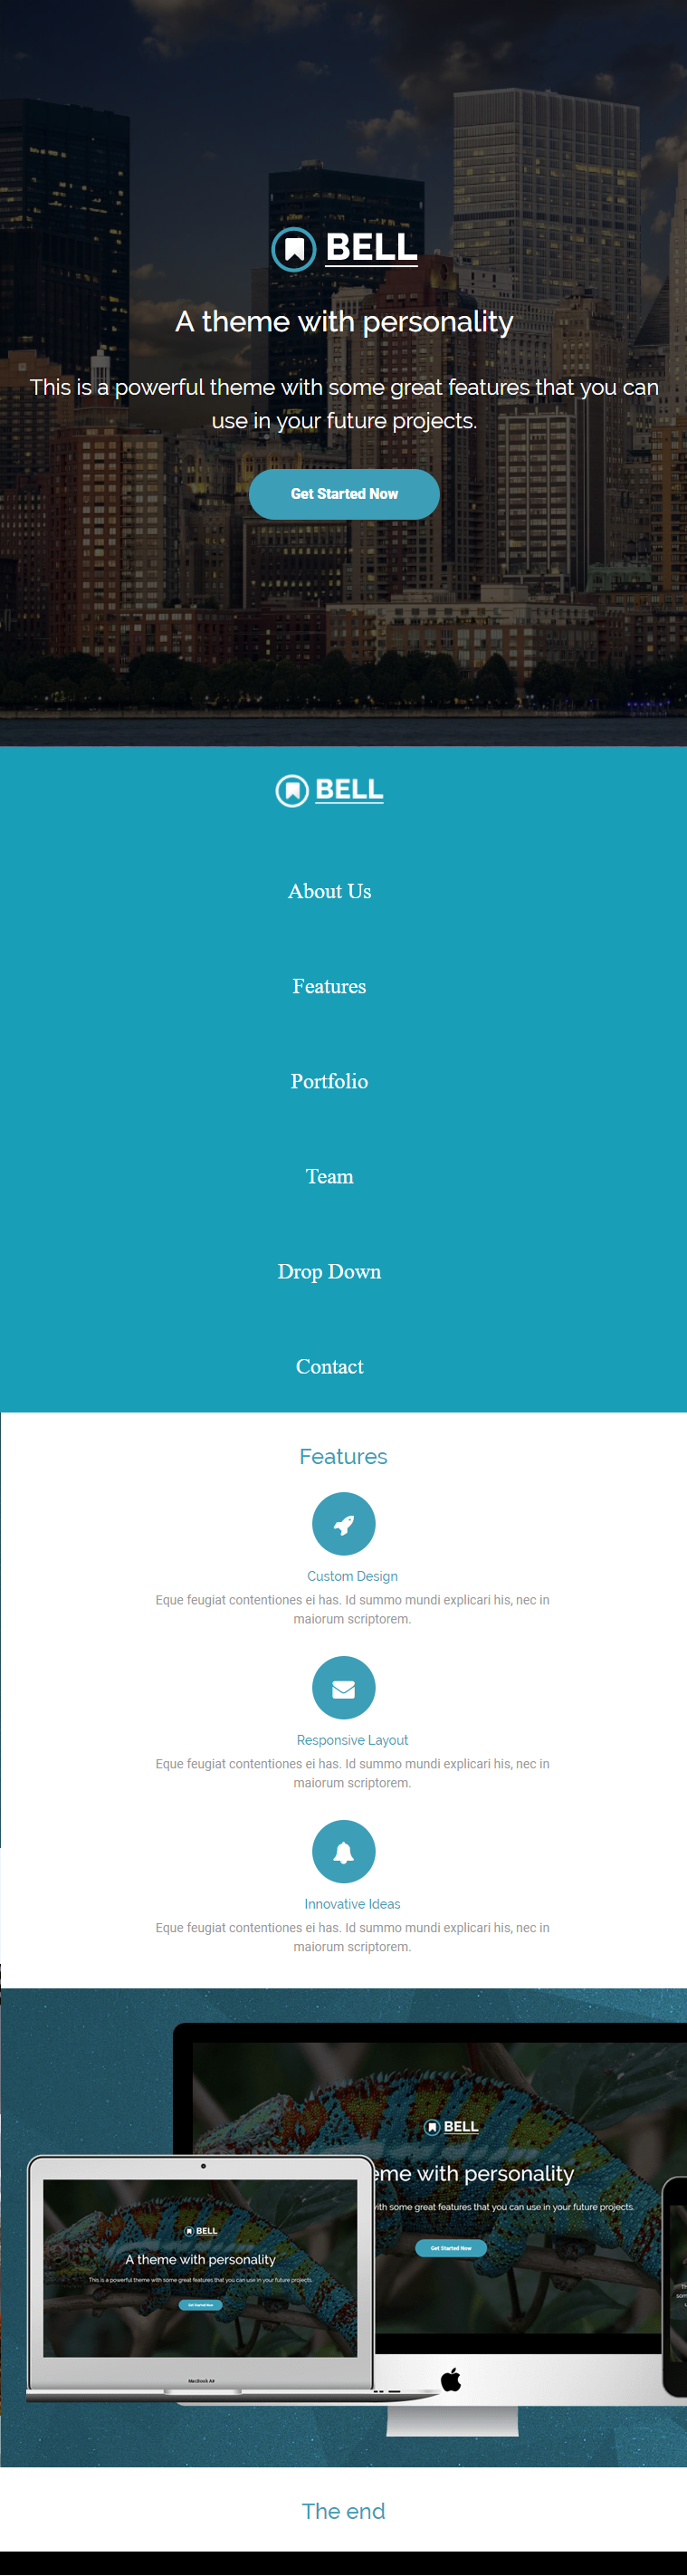 BELL
A theme with personality
This is a powerful theme with some great features that you can
use in your future projects.
Get Started Now
BELL
About Us
Features
Portfolio
Team
Drop Down
Contact
Features
Custom Design
Eque feugiat contentiones ei has. Id summo mundi explicari his, nec in
maiorum scriptorem.
Responsive Layout
Eque feugiat contentiones ei has. Id summo mundi explicari his, nec in
maiorum scriptorem.
Innovative Ideas
Eque feugiat contentiones ei has. Id summo mundi explicari his, nec in
maiorum scriptorem.
BELL
eme with personality
with some great features that you can use in your future projects.
Get Started Now
BELL
A theme with personality
This is a powerful theme with some great features that you can use in your future projects.
Get Started Now
MacBook Air
The end